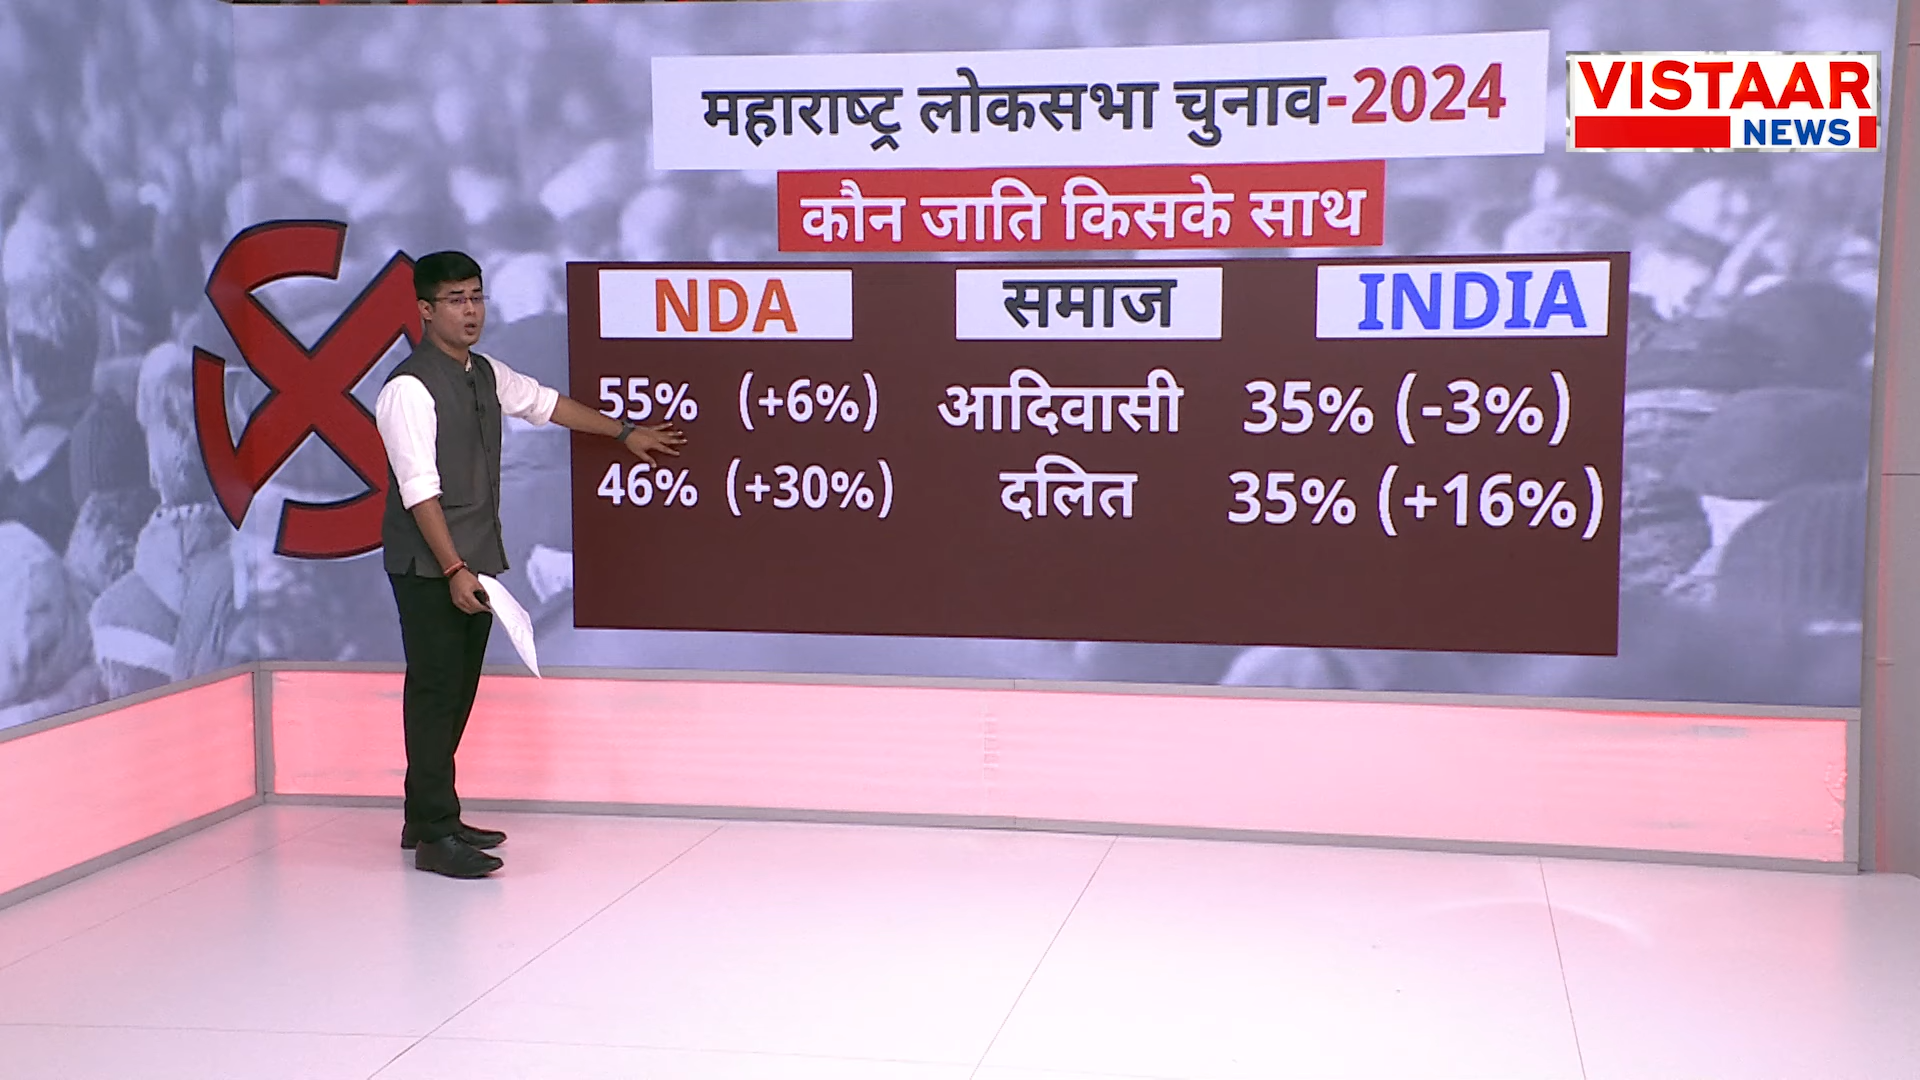 महाराष्ट्र लोकसभा चुनाव-2024
VISTAAR
NEWS
कौन जाति किसके साथ
NDA समाज INDIA
55% (+6%) आदिवासी 35% (-3%)
46% (+30%) दलित 35% (+16%)